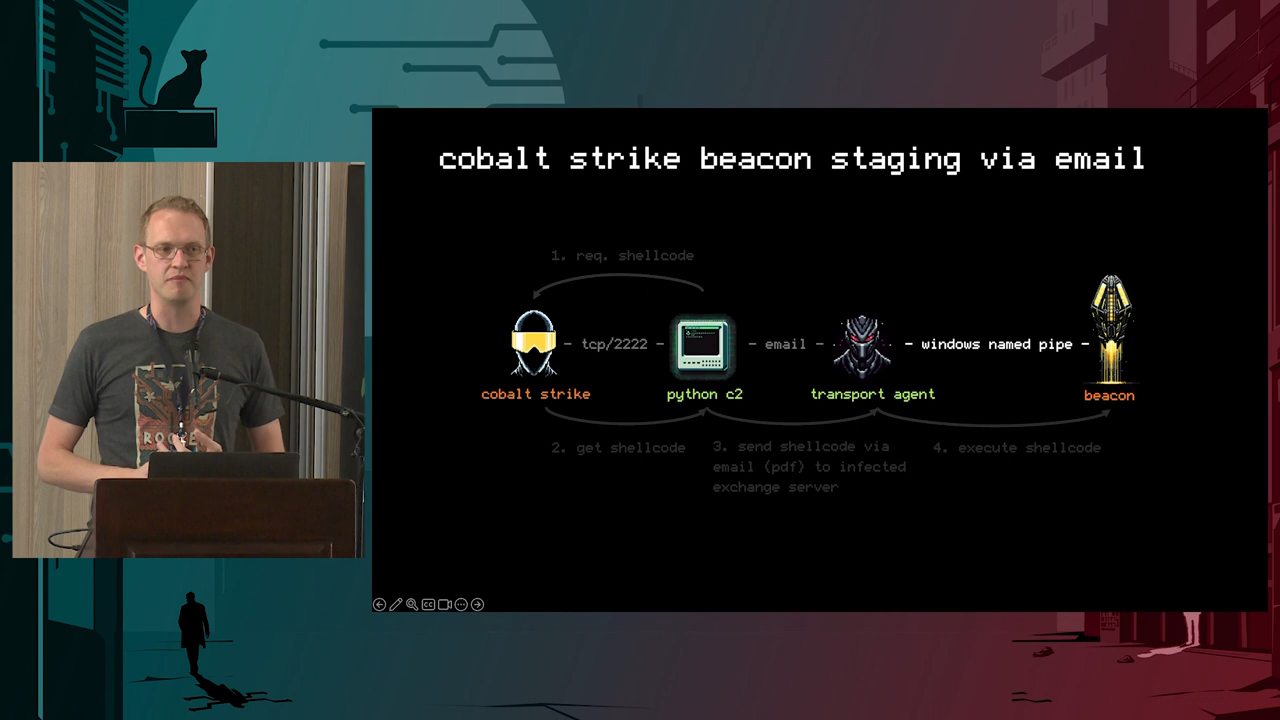 cobalt strike beacon staging via email
1. req. shellcode
- tcp/2222 -
- email -
- windows named pipe -
cobalt strike
python c2
transport agent
beacon
2. get shellcode
3. send shellcode via
email (pdf) to infected
exchange server
4. execute shellcode
CC